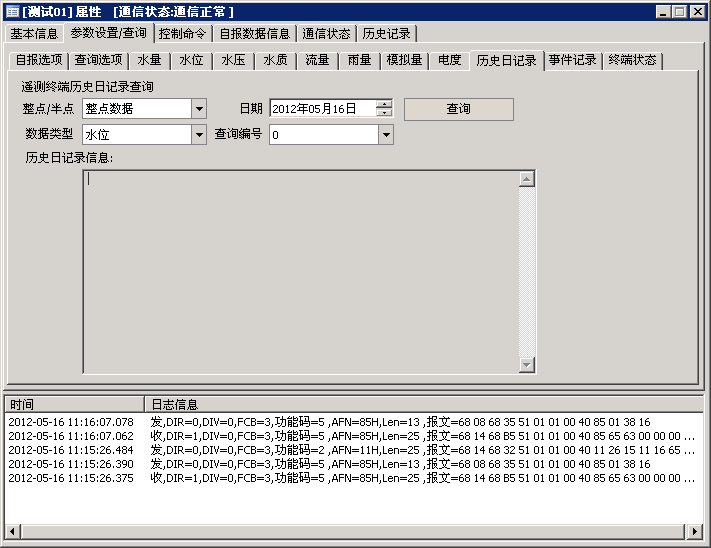 [测试01] 属性 [通信状态:通信正常]
基本信息 参数设置/查询 控制命令 自报数据信息 通信状态 历史记录
自报选项 查询选项 水量 水位 水压 水质 流量 雨量 模拟量 电度 历史日记录 事件记录 终端状态
遥测终端历史日记录查询
整点/半点 整点数据 日期 2012年05月16日 查询
数据类型 水位 查询编号 0
历史日记录信息:
时间 日志信息
2012-05-16 11:16:07.078 发,DIR=0,DIV=0,FCB=3,功能码=5 ,AFN=85H,Len=13 ,报文=68 08 68 35 51 01 01 00 40 85 01 38 16
2012-05-16 11:16:07.062 收,DIR=1,DIV=0,FCB=3,功能码=5 ,AFN=85H,Len=25 ,报文=68 14 68 B5 51 01 01 00 40 85 65 63 00 00 00 ...
2012-05-16 11:15:26.484 发,DIR=0,DIV=0,FCB=3,功能码=2 ,AFN=11H,Len=25 ,报文=68 14 68 32 51 01 01 00 40 11 26 15 11 16 65 ...
2012-05-16 11:15:26.390 发,DIR=0,DIV=0,FCB=3,功能码=5 ,AFN=85H,Len=13 ,报文=68 08 68 35 51 01 01 00 40 85 01 38 16
2012-05-16 11:15:26.375 收,DIR=1,DIV=0,FCB=3,功能码=5 ,AFN=85H,Len=25 ,报文=68 14 68 B5 51 01 01 00 40 85 65 63 00 00 00 ...